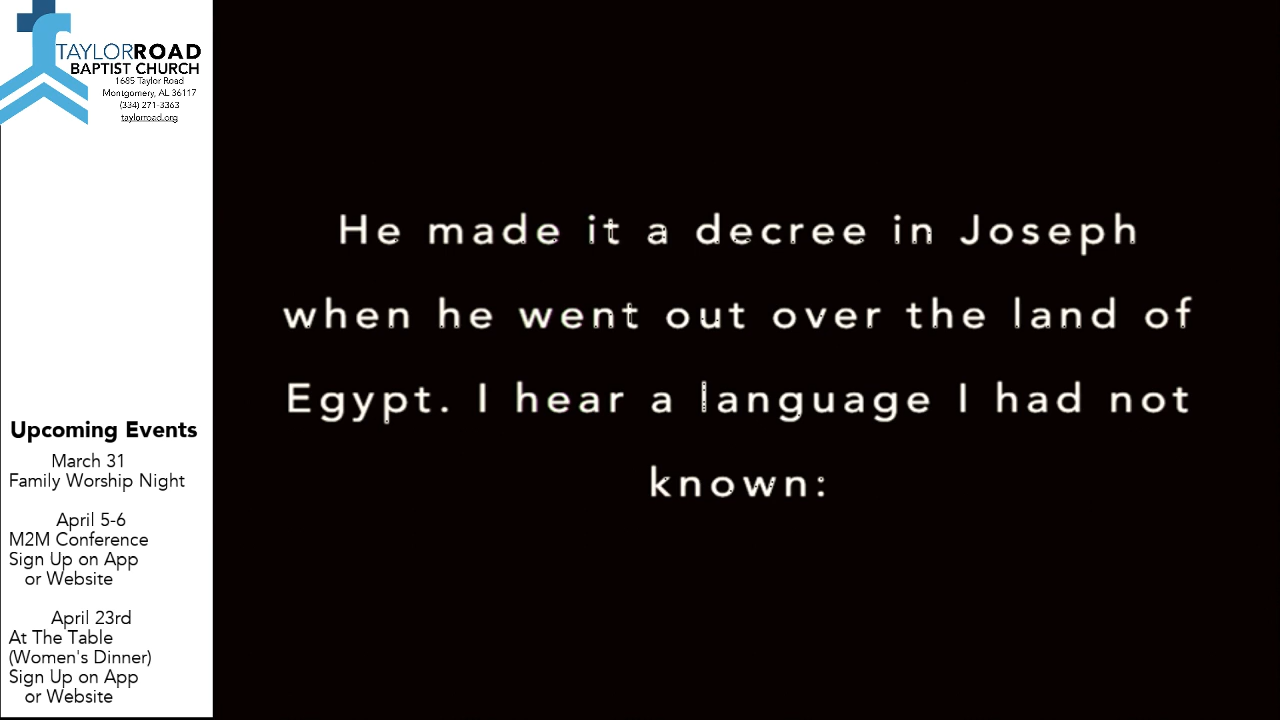 TAYLORROAD
BAPTIST CHURCH
1685 Taylor Road
Montgomery, AL 36117
(334) 271-3363
taylorroad.org
Upcoming Events
March 31
Family Worship Night
April 5-6
M2M Conference
Sign Up on App
or Website
April 23rd
At The Table
(Women's Dinner)
Sign Up on App
or Website
He made it a decree in Joseph
when he went out over the land of
Egypt. I hear a language I had not
known: